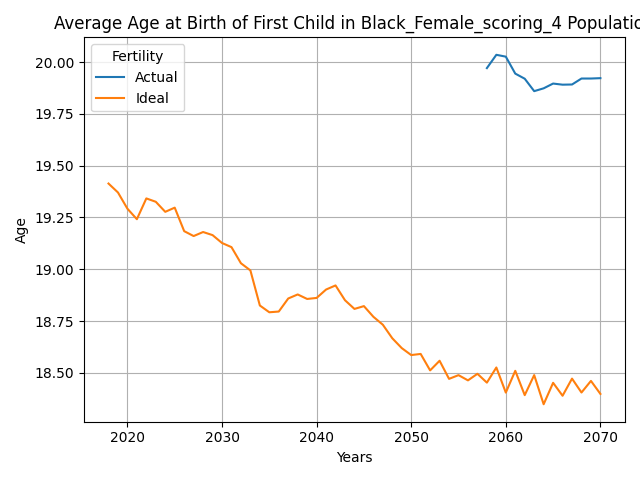 Average Age at Birth of First Child in Black_Female_scoring_4 Populatio
Fertility
Actual
Ideal
20.00
19.75
19.50
19.25
19.00
18.75
18.50
Age
2020 2030 2040 2050 2060 2070
Years